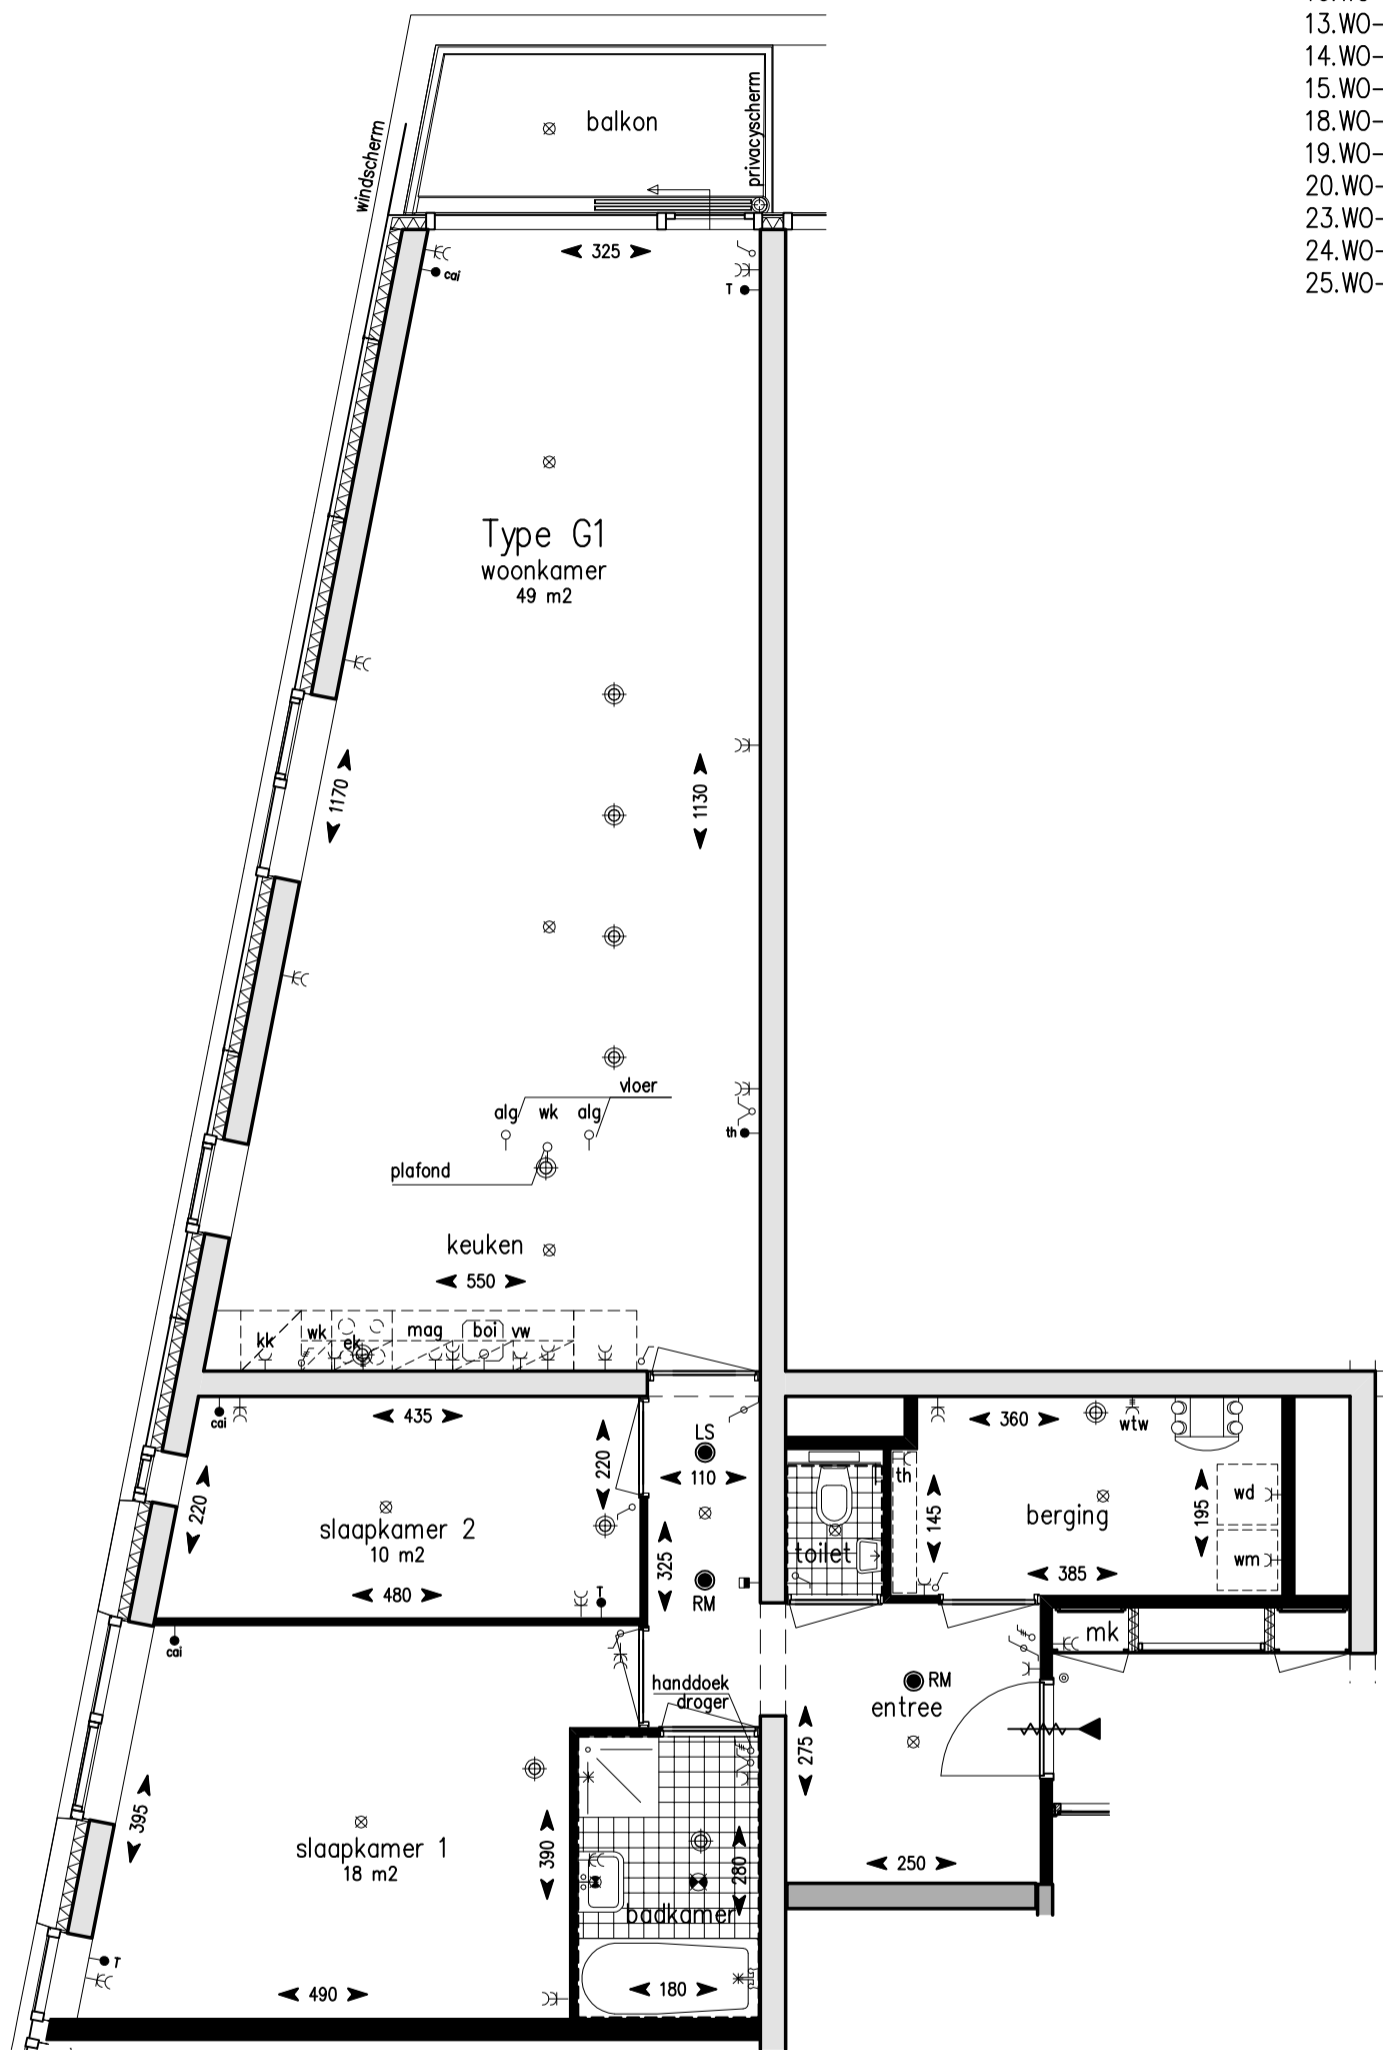 13.WO-
14.WO-
15.WO-
18.WO-
19.WO-
20.WO-
23.WO-
24.WO-
25.WO-
balkon
privacyscherm
windscherm
325
cai
T
Type G1
woonkamer
49 m2
1170
1130
vloer
alg wk alg
th
plafond
keuken
550
kk wk ek mag boi vw
cai
435
220
LS
110
360
wtw
th
wd
220
slaapkamer 2
10 m2
145
berging
195
toilet
325
wm
480
T
RM
385
cai
mk
handdoek
droger
RM
entree
275
395
slaapkamer 1
18 m2
390
280
250
badkamer
T
490
180